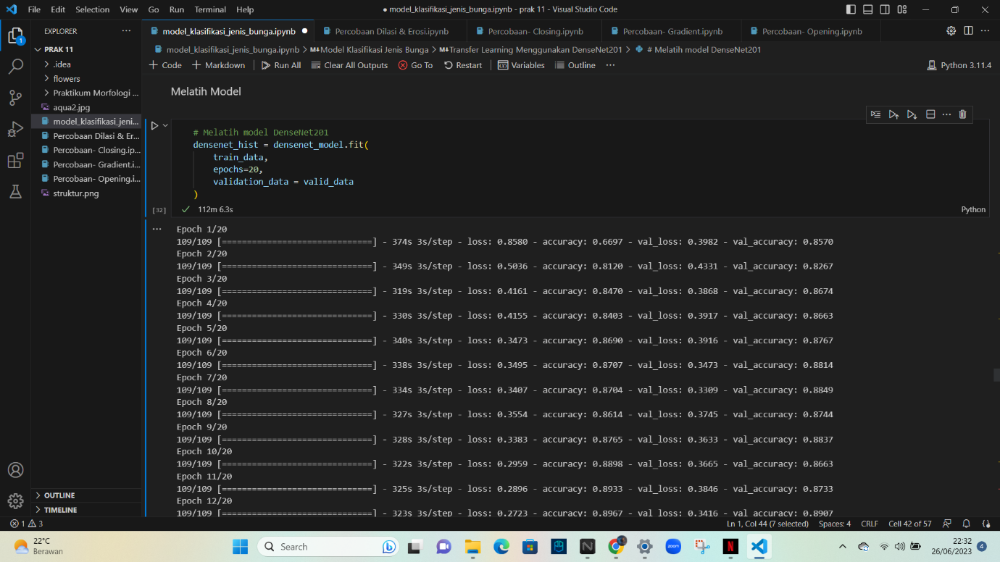 File Edit Selection View Go Run Terminal Help
● model_klasifikasi_jenis_bunga.ipynb - prak 11 - Visual Studio Code
EXPLORER
model_klasifikasi_jenis_bunga.ipynb ● Percobaan Dilasi & Erosi.ipynb Percobaan- Closing.ipynb Percobaan- Gradient.ipynb Percobaan- Opening.ipynb
1
PRAK 11
.idea
flowers
Praktikum Morfologi ...
aqua2.jpg
model_klasifikasi_jeni...
Percobaan Dilasi & Er...
Percobaan- Closing.ip...
Percobaan- Gradient.i...
Percobaan- Opening.i...
struktur.png
OUTLINE
TIMELINE
model_klasifikasi_jenis_bunga.ipynb > M↓Model Klasifikasi Jenis Bunga > M↓Transfer Learning Menggunakan DenseNet201 > # Melatih model DenseNet201
+ Code + Markdown Run All Clear All Outputs Go To Restart Variables Outline ... Python 3.11.4
Melatih Model
# Melatih model DenseNet201
densenet_hist = densenet_model.fit(
train_data,
epochs=20,
validation_data = valid_data
)
[32] 112m 6.3s Python
Epoch 1/20
109/109 [==============================] - 374s 3s/step - loss: 0.8580 - accuracy: 0.6697 - val_loss: 0.3982 - val_accuracy: 0.8570
Epoch 2/20
109/109 [==============================] - 349s 3s/step - loss: 0.5036 - accuracy: 0.8120 - val_loss: 0.4331 - val_accuracy: 0.8267
Epoch 3/20
109/109 [==============================] - 319s 3s/step - loss: 0.4161 - accuracy: 0.8470 - val_loss: 0.3868 - val_accuracy: 0.8674
Epoch 4/20
109/109 [==============================] - 330s 3s/step - loss: 0.4155 - accuracy: 0.8403 - val_loss: 0.3917 - val_accuracy: 0.8663
Epoch 5/20
109/109 [==============================] - 340s 3s/step - loss: 0.3473 - accuracy: 0.8690 - val_loss: 0.3916 - val_accuracy: 0.8767
Epoch 6/20
109/109 [==============================] - 338s 3s/step - loss: 0.3495 - accuracy: 0.8707 - val_loss: 0.3473 - val_accuracy: 0.8814
Epoch 7/20
109/109 [==============================] - 334s 3s/step - loss: 0.3407 - accuracy: 0.8704 - val_loss: 0.3309 - val_accuracy: 0.8849
Epoch 8/20
109/109 [==============================] - 327s 3s/step - loss: 0.3554 - accuracy: 0.8614 - val_loss: 0.3745 - val_accuracy: 0.8744
Epoch 9/20
109/109 [==============================] - 328s 3s/step - loss: 0.3383 - accuracy: 0.8765 - val_loss: 0.3633 - val_accuracy: 0.8837
Epoch 10/20
109/109 [==============================] - 322s 3s/step - loss: 0.2959 - accuracy: 0.8898 - val_loss: 0.3665 - val_accuracy: 0.8663
Epoch 11/20
109/109 [==============================] - 325s 3s/step - loss: 0.2896 - accuracy: 0.8933 - val_loss: 0.3846 - val_accuracy: 0.8733
Epoch 12/20
109/109 [==============================] - 323s 3s/step - loss: 0.2723 - accuracy: 0.8967 - val_loss: 0.3416 - val_accuracy: 0.8907
1 3 Ln 1, Col 44 (7 selected) Spaces: 4 CRLF Cell 42 of 57
22°C
Berawan
Search
zoom
22:32
26/06/2023
4